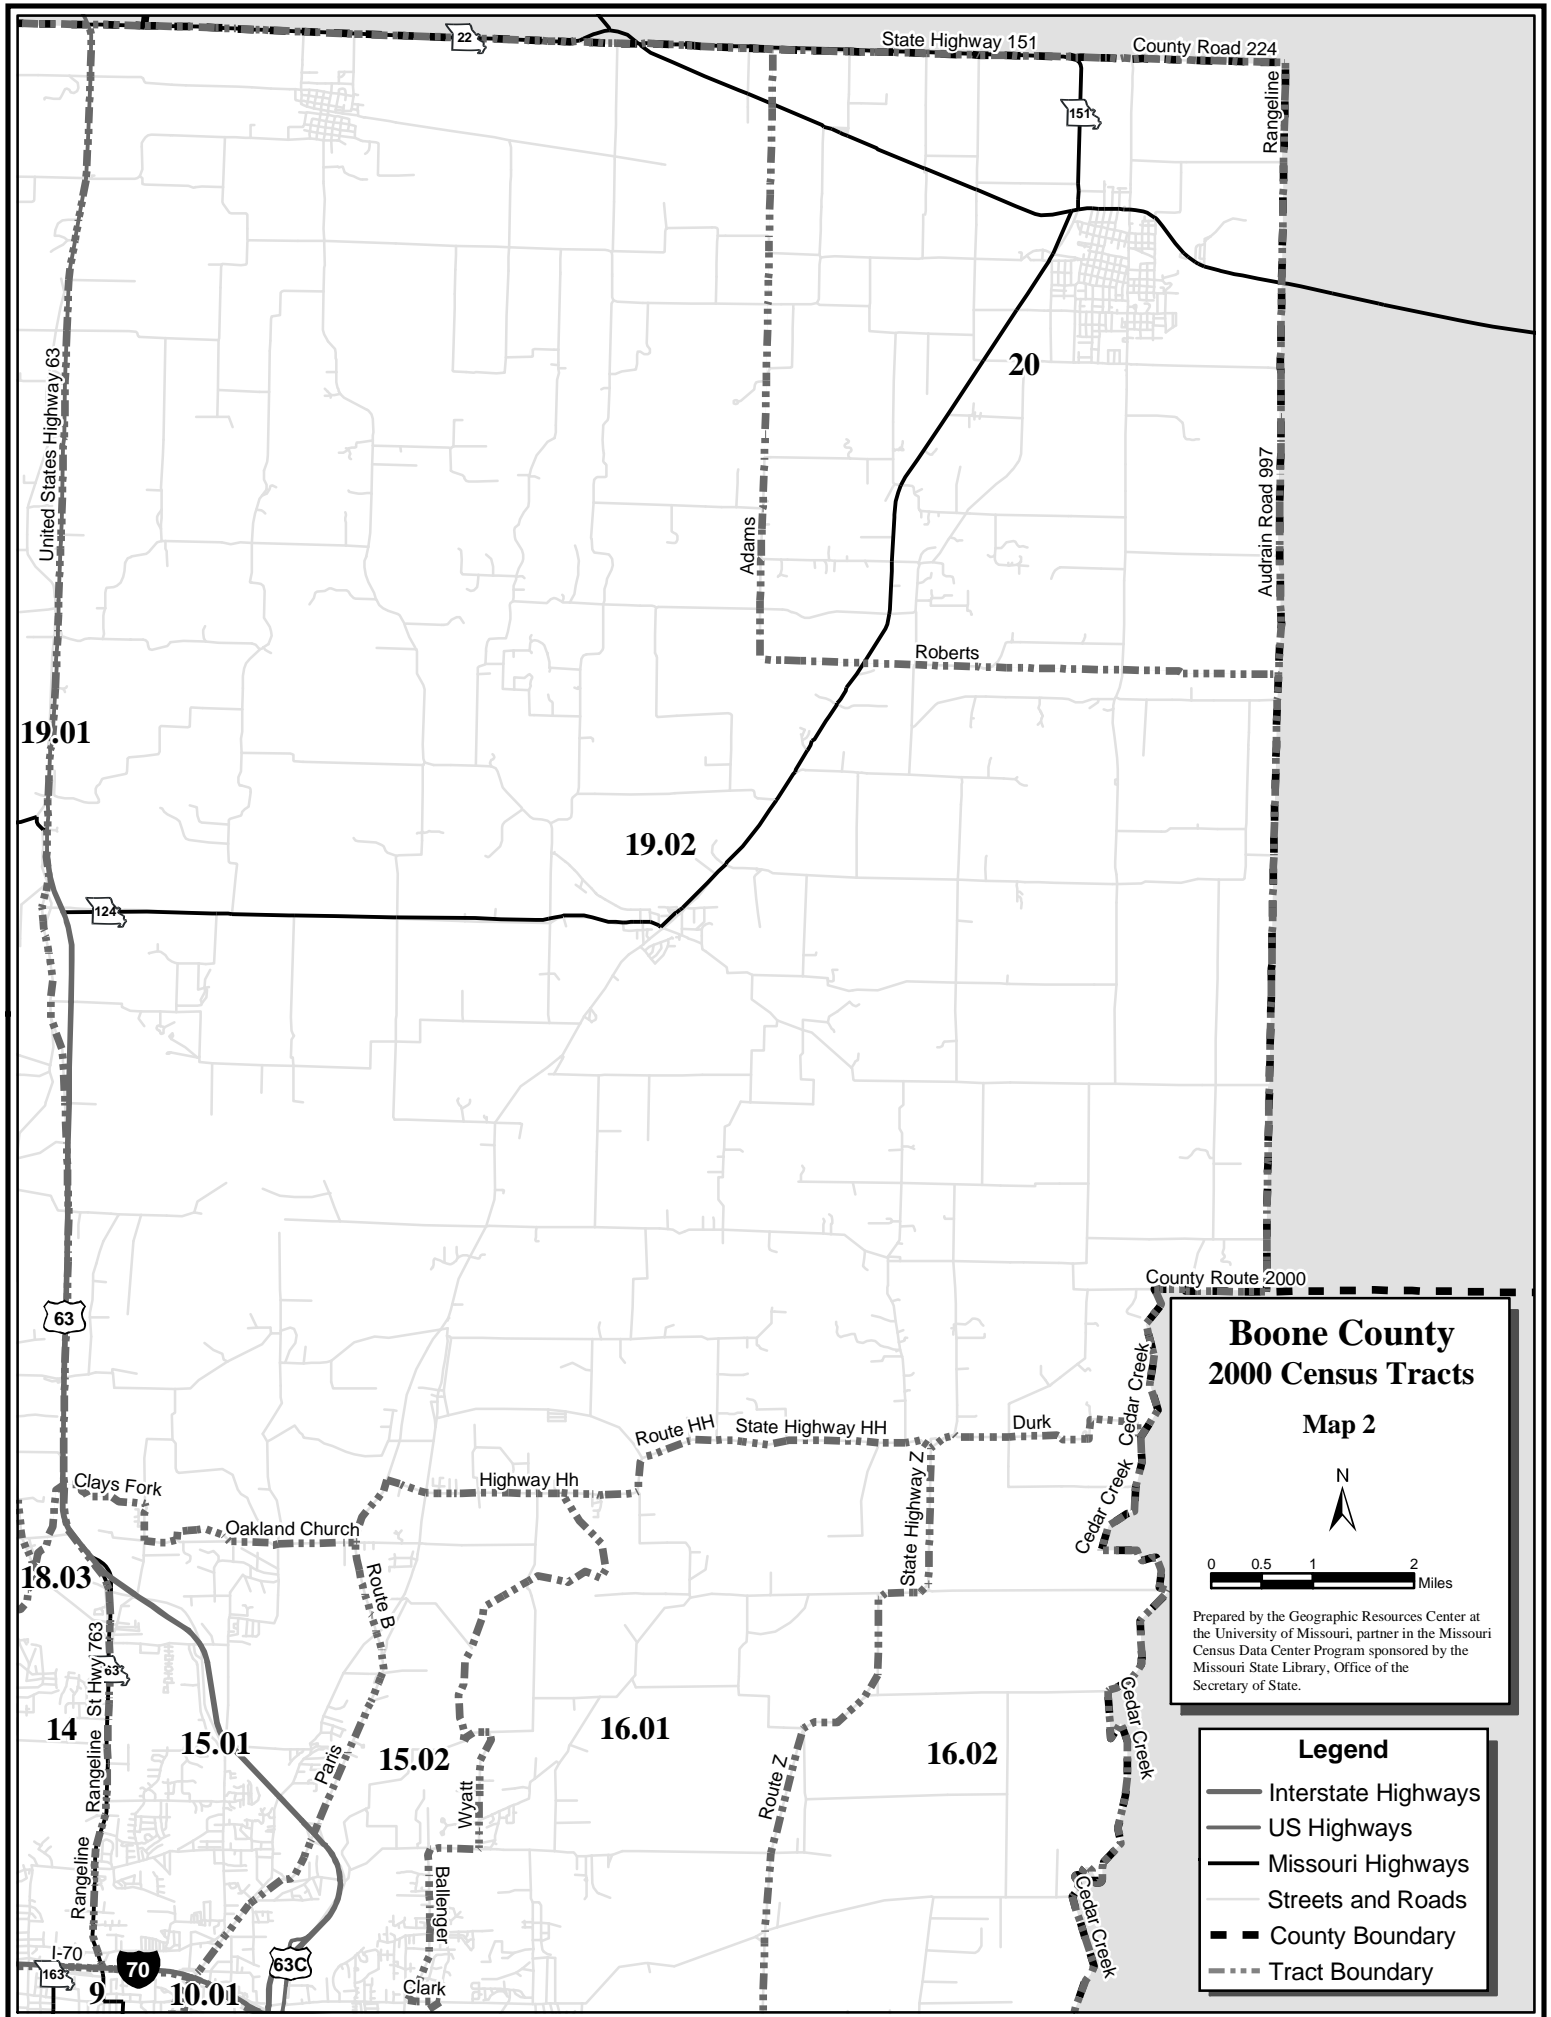 22
State Highway 151
County Road 224
Rangeline
151
20
United States Highway 63
Audrain Road 997
Adams
Roberts
19.01
19.02
124
County Route 2000
63
Boone County
2000 Census Tracts
Map 2
N
0 0.5 1 2
Miles
Prepared by the Geographic Resources Center at
the University of Missouri, partner in the Missouri
Census Data Center Program sponsored by the
Missouri State Library, Office of the
Secretary of State.
Cedar Creek
Route HH
State Highway HH
Durk
Clays Fork
Highway Hh
State Highway Z
Cedar Creek
Oakland Church
18.03
Route B
St Hwy 763
63
14
15.01
Rangeline
Paris
15.02
16.01
16.02
Cedar Creek
Cedar Creek
Wyatt
Route Z
Rangeline
Ballenger
Cedar Creek
Cedar Creek
I-70
163
70
63C
9
10.01
Clark
Legend
Interstate Highways
US Highways
Missouri Highways
Streets and Roads
County Boundary
Tract Boundary